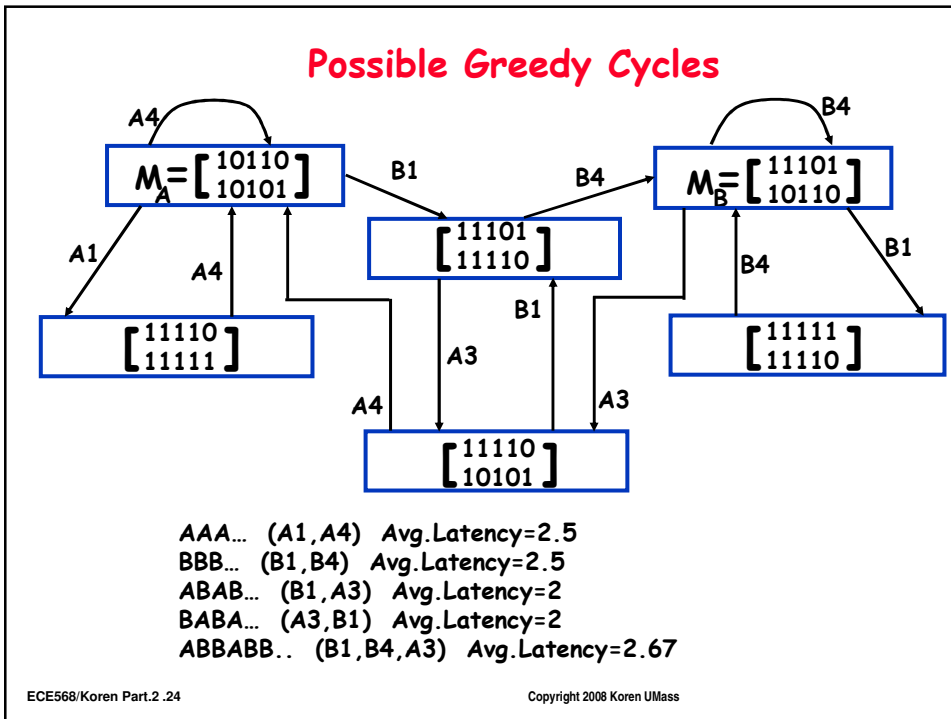 Possible Greedy Cycles
A4
B4
M_A = [ 10110
10101 ]
B1
B4
M_B = [ 11101
10110 ]
[ 11101
11110 ]
A1
A4
B4
B1
B1
[ 11110
11111 ]
[ 11111
11110 ]
A3
A4
A3
[ 11110
10101 ]
AAA... (A1,A4) Avg.Latency=2.5
BBB... (B1,B4) Avg.Latency=2.5
ABAB... (B1,A3) Avg.Latency=2
BABA... (A3,B1) Avg.Latency=2
ABBABB.. (B1,B4,A3) Avg.Latency=2.67
ECE568/Koren Part.2 .24
Copyright 2008 Koren UMass